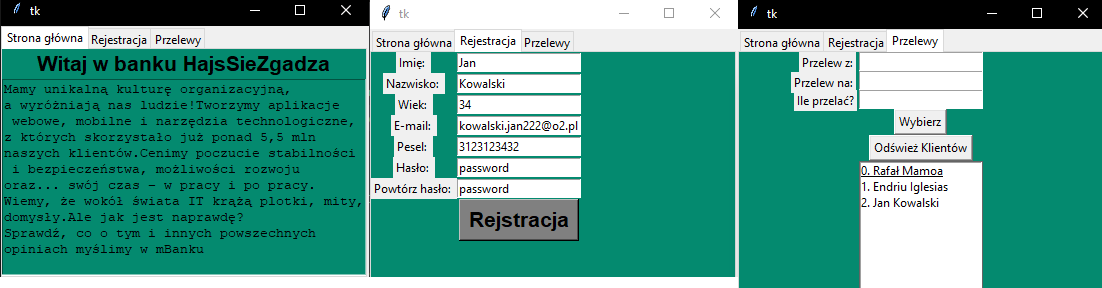 tk
Strona główna Rejestracja Przelewy
Witaj w banku HajsSieZgadza
Mamy unikalną kulturę organizacyjną,
a wyróżniają nas ludzie!Tworzymy aplikacje
webowe, mobilne i narzędzia technologiczne,
z których skorzystało już ponad 5,5 mln
naszych klientów.Cenimy poczucie stabilności
i bezpieczeństwa, możliwości rozwoju
oraz... swój czas – w pracy i po pracy.
Wiemy, że wokół świata IT krążą plotki, mity,
domysły.Ale jak jest naprawdę?
Sprawdź, co o tym i innych powszechnych
opiniach myślimy w mBanku
tk
Strona główna Rejestracja Przelewy
Imię: Jan
Nazwisko: Kowalski
Wiek: 34
E-mail: kowalski.jan222@o2.pl
Pesel: 3123123432
Hasło: password
Powtórz hasło: password
Rejstracja
tk
Strona główna Rejestracja Przelewy
Przelew z:
Przelew na:
Ile przelać?
Wybierz
Odśwież Klientów
0. Rafał Mamoa
1. Endriu Iglesias
2. Jan Kowalski